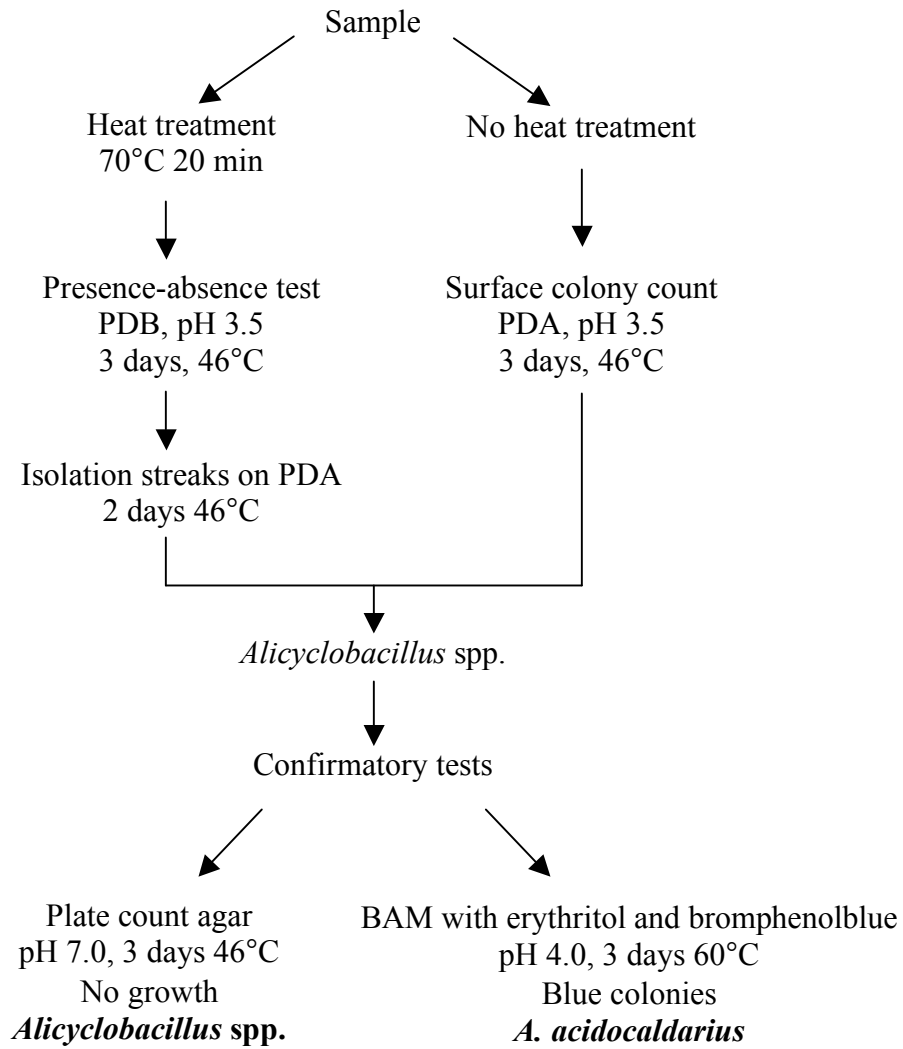 Sample
Heat treatment
70°C 20 min
No heat treatment
Presence-absence test
PDB, pH 3.5
3 days, 46°C
Surface colony count
PDA, pH 3.5
3 days, 46°C
Isolation streaks on PDA
2 days 46°C
Alicyclobacillus spp.
Confirmatory tests
Plate count agar
pH 7.0, 3 days 46°C
No growth
Alicyclobacillus spp.
BAM with erythritol and bromphenolblue
pH 4.0, 3 days 60°C
Blue colonies
A. acidocaldarius